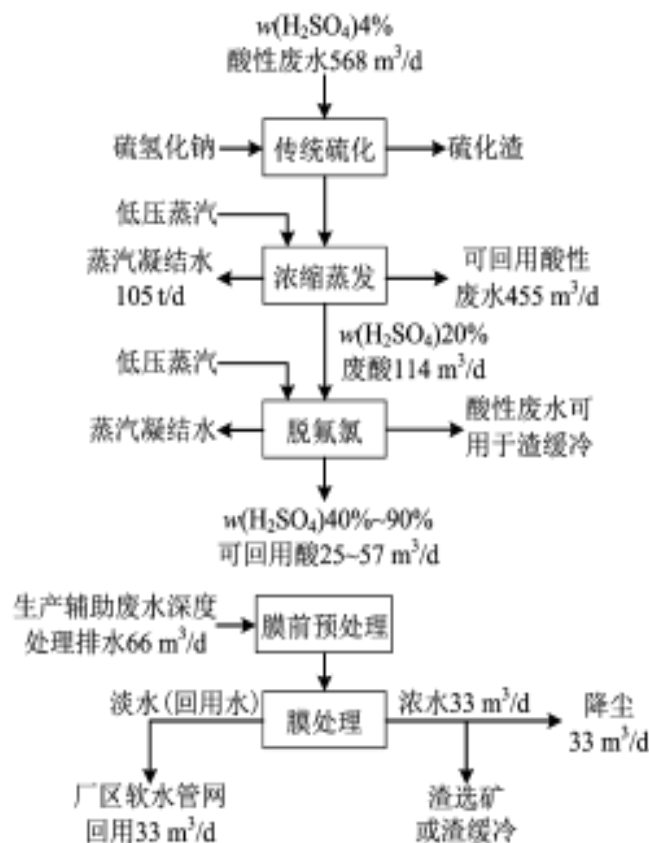 w(H₂SO₄)4%
酸性废水568 m³/d
硫氢化钠
传统硫化
硫化渣
低压蒸汽
蒸汽凝结水
105 t/d
浓缩蒸发
可回用酸性
废水455 m³/d
w(H₂SO₄)20%
废酸114 m³/d
低压蒸汽
蒸汽凝结水
脱氟氯
酸性废水可
用于渣缓冷
w(H₂SO₄)40%~90%
可回用酸25~57 m³/d
生产辅助废水深度
处理排水66 m³/d
膜前预处理
淡水(回用水)
膜处理
浓水33 m³/d
降尘
33 m³/d
厂区软水管网
回用33 m³/d
渣选矿
或渣缓冷